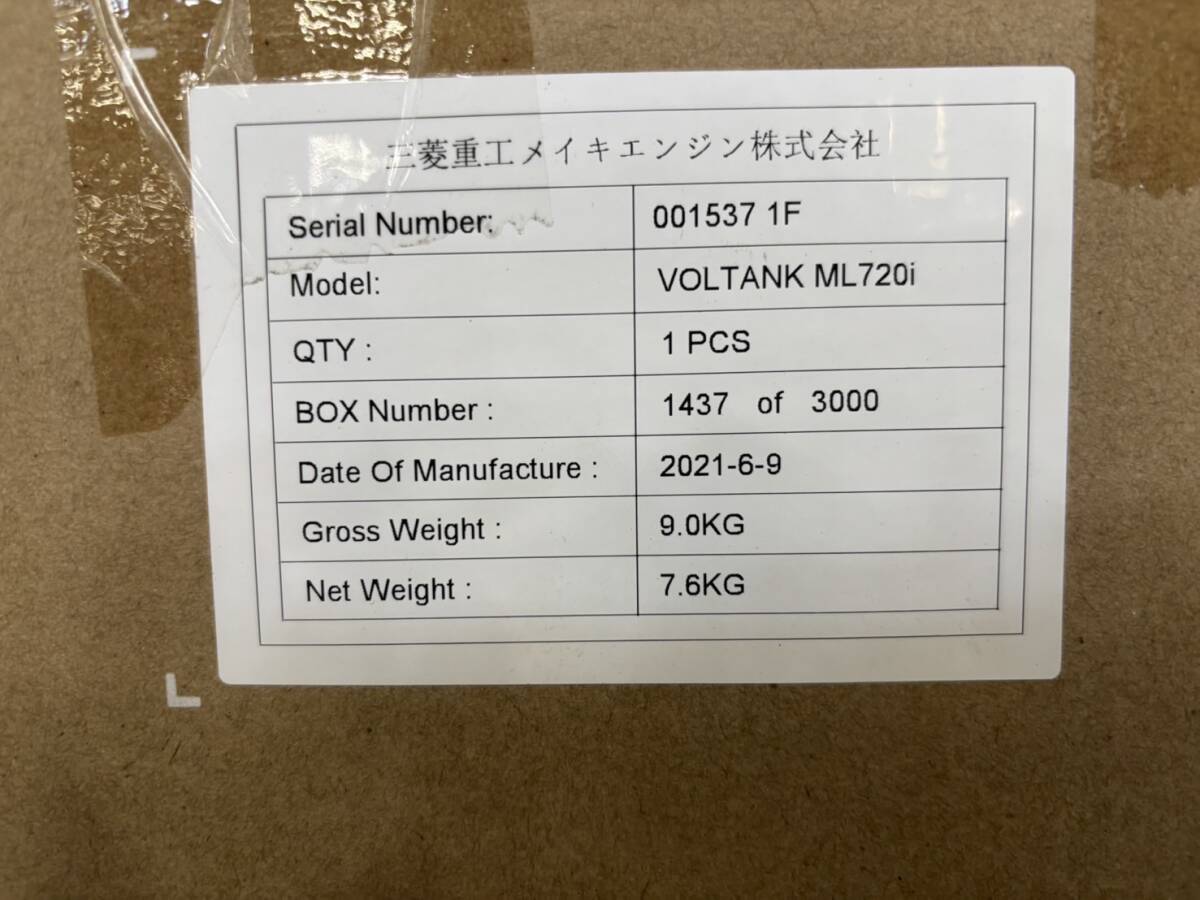 三菱重工メイキエンジン株式会社
Serial Number: 001537 1F
Model: VOLTANK ML720i
QTY : 1 PCS
BOX Number : 1437 of 3000
Date Of Manufacture : 2021-6-9
Gross Weight : 9.0KG
Net Weight : 7.6KG